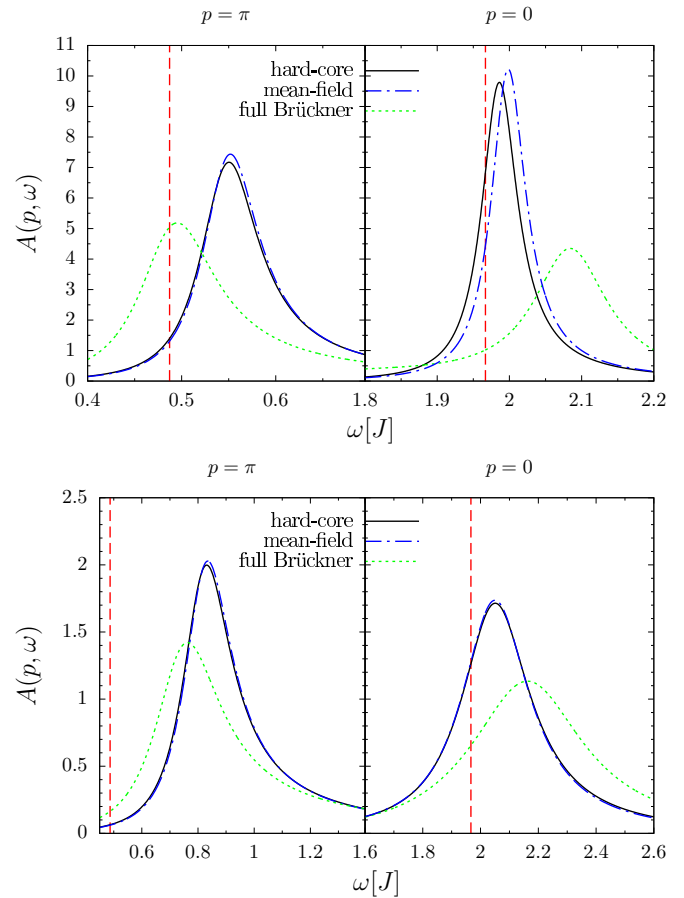 p = π
p = 0
11
10
9
8
7
6
5
4
3
2
1
0
A(p, ω)
hard-core
mean-field
full Brückner
0.4
0.5
0.6
1.8
1.9
2
2.1
2.2
ω[J]
p = π
p = 0
2.5
2
1.5
1
0.5
0
A(p, ω)
hard-core
mean-field
full Brückner
0.6
0.8
1
1.2
1.4
1.6
1.8
2
2.2
2.4
2.6
ω[J]